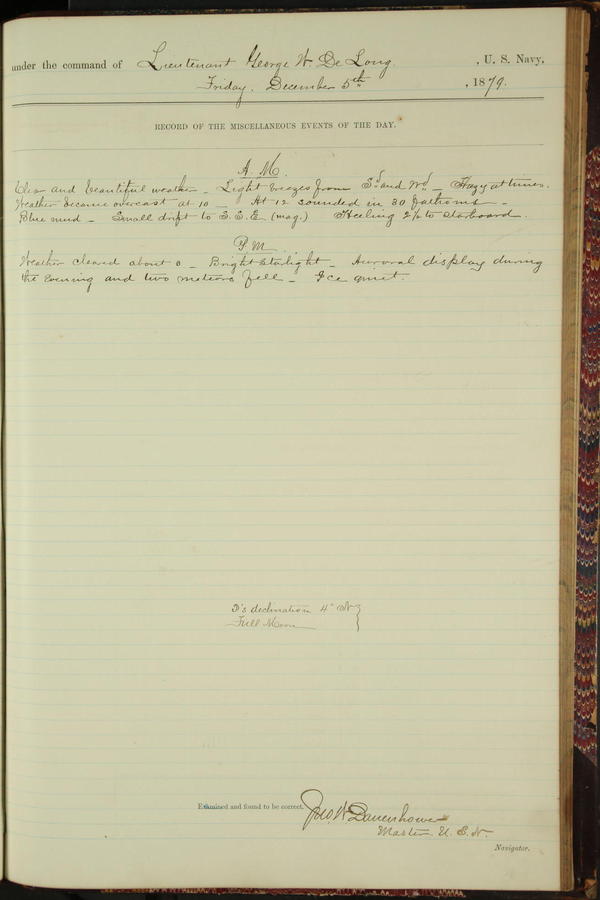 under the command of Lieutenant George W. De Long, U. S. Navy,
Friday, December 5th, 1879.
RECORD OF THE MISCELLANEOUS EVENTS OF THE DAY.
A. M.
Clear and beautiful weather _ Light breezes from Sd and Wd _ Hazy at times.
Weather became overcast at 10 _ At 12 sounded in 30 fathoms _
Blue mud _ Small drift to S. S. E. (mag.) Heeling 2½ to starboard.
P. M.
Weather cleared about _ Bright Starlight _ Auroral display during
the evening and two meteors fell _ Ice quiet.
's declination 4° N }
Full Moon
Examined and found to be correct. Jno. W. Danenhower
Master U. S. N.
Navigator.